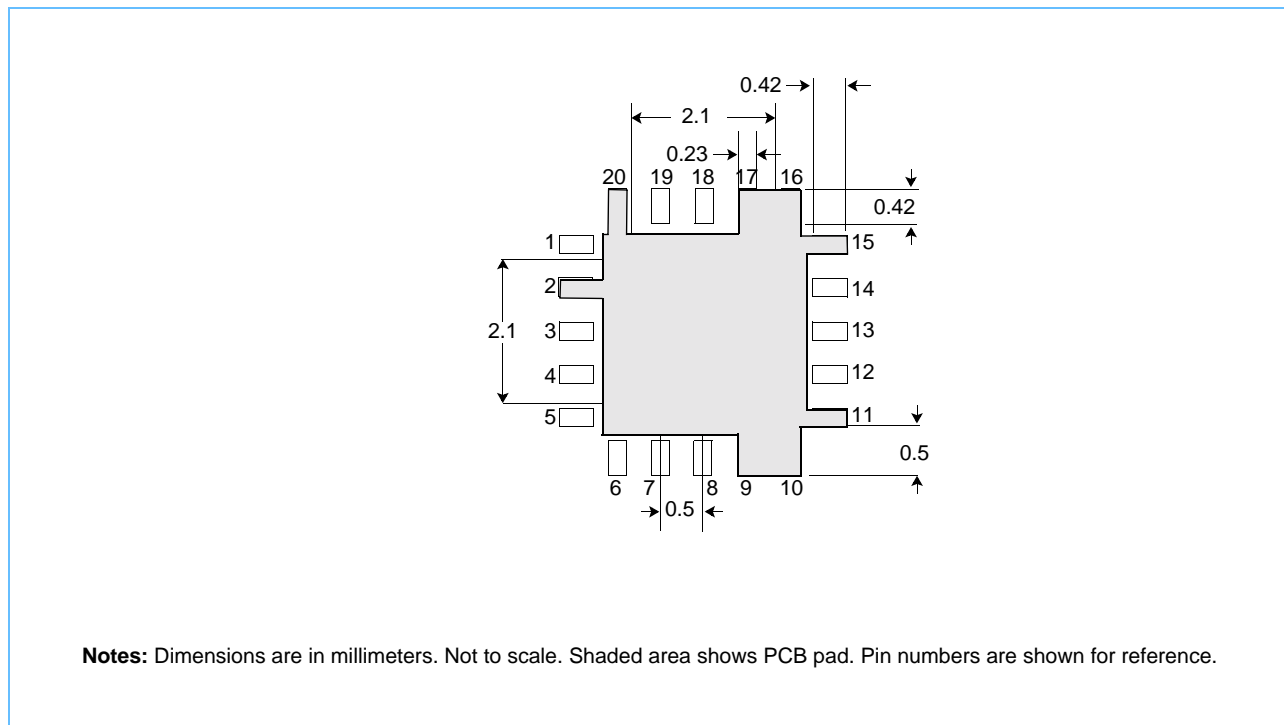 0.42
2.1
0.23
20 19 18 17 16
0.42
1 15
2 14
2.1 3 13
4 12
5 11
0.5
6 7 8 9 10
0.5
Notes: Dimensions are in millimeters. Not to scale. Shaded area shows PCB pad. Pin numbers are shown for reference.